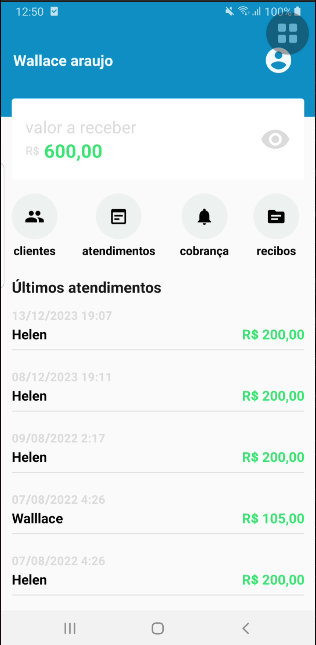 12:50 100%
Wallace araujo
valor a receber
R$ 600,00
clientes atendimentos cobrança recibos
Últimos atendimentos
13/12/2023 19:07
Helen R$ 200,00
08/12/2023 19:11
Helen R$ 200,00
09/08/2022 2:17
Helen R$ 200,00
07/08/2022 4:26
Walllace R$ 105,00
07/08/2022 4:26
Helen R$ 200,00